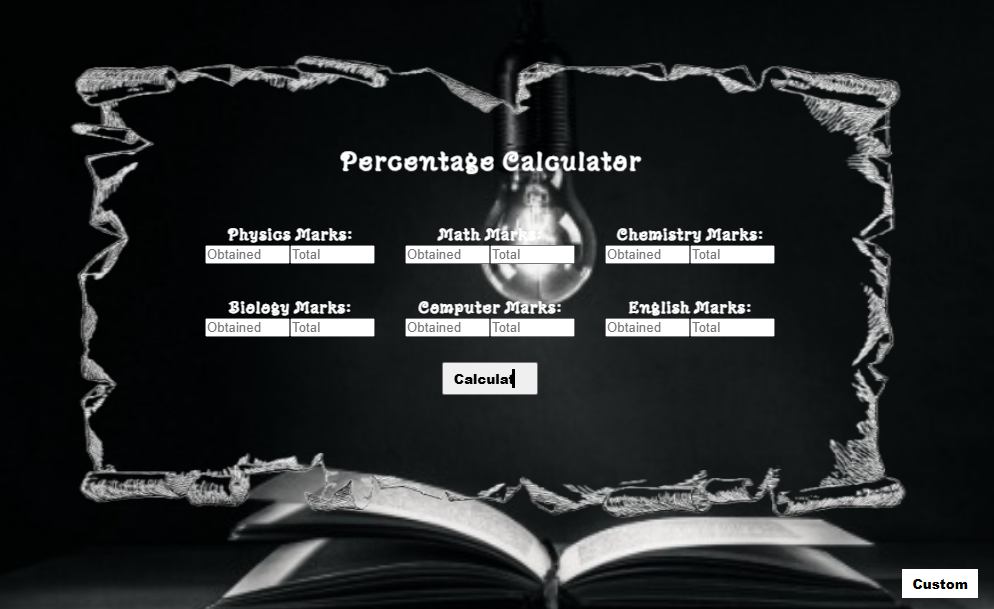 Percentage Calculator
Physics Marks: Math Marks: Chemistry Marks:
Obtained Total Obtained Total Obtained Total
Biology Marks: Computer Marks: English Marks:
Obtained Total Obtained Total Obtained Total
Calculat
Custom